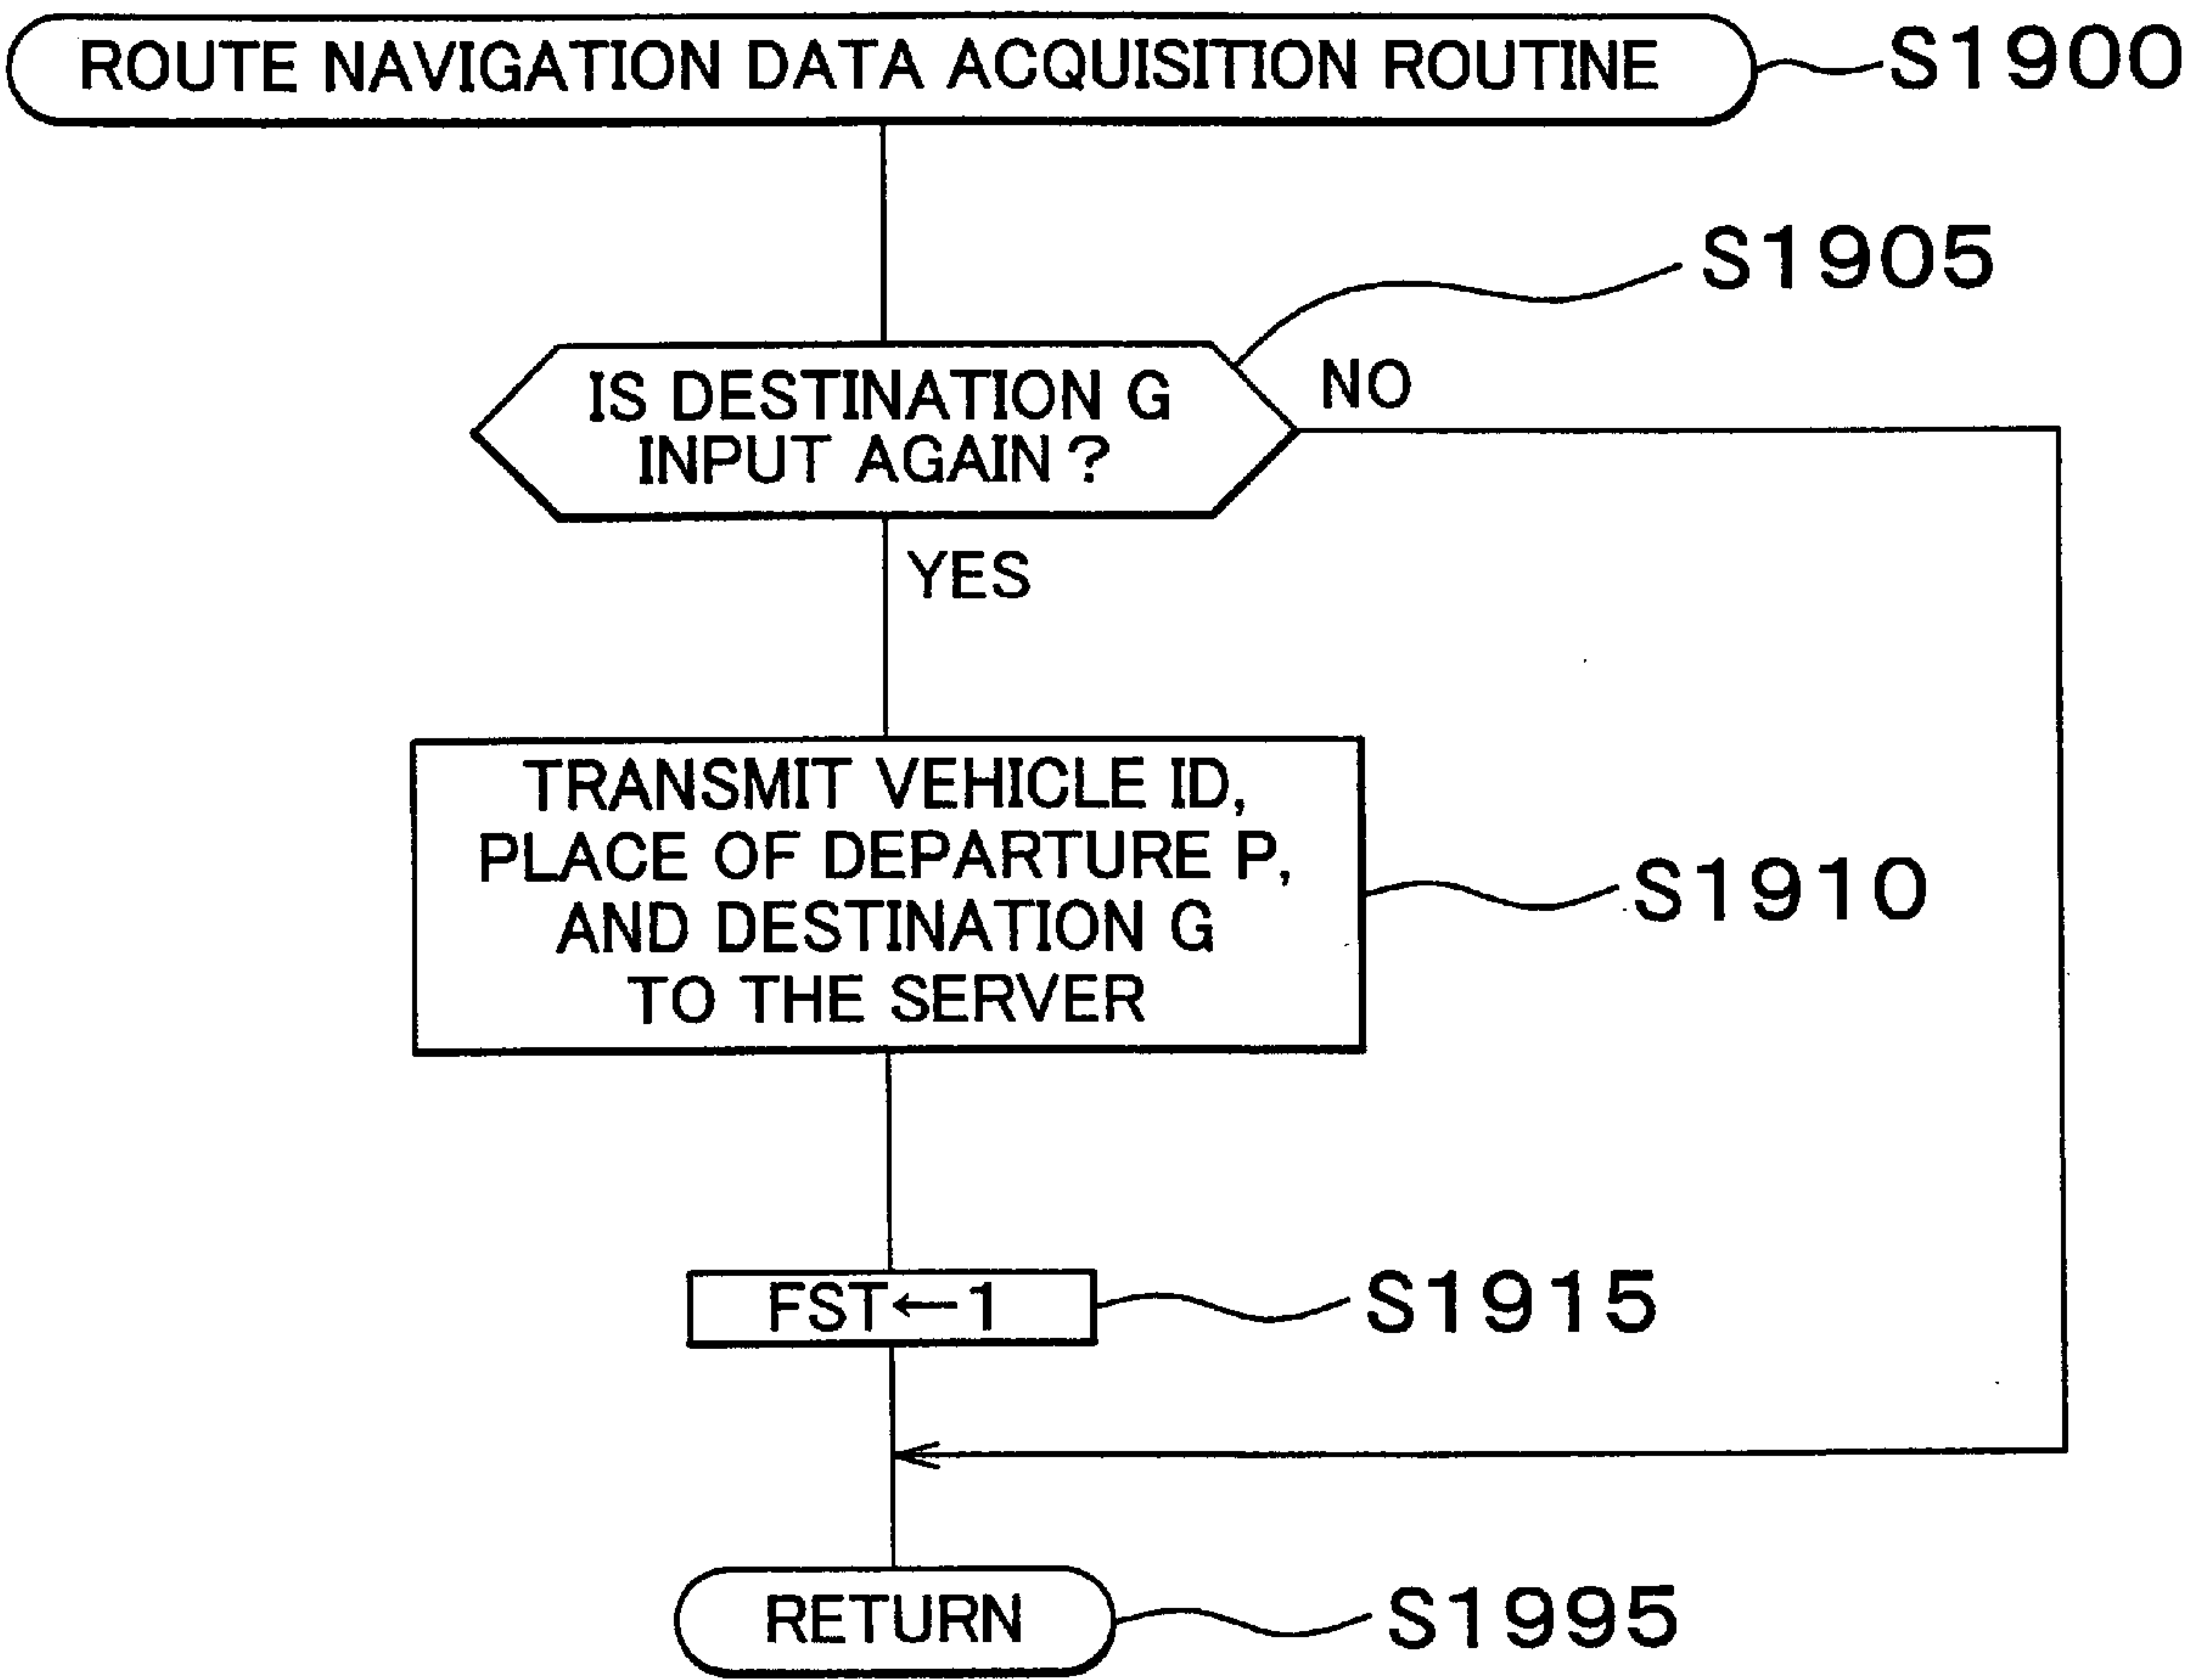 ROUTE NAVIGATION DATA ACQUISITION ROUTINE
S1900
S1905
IS DESTINATION G
INPUT AGAIN?
NO
YES
TRANSMIT VEHICLE ID,
PLACE OF DEPARTURE P,
AND DESTINATION G
TO THE SERVER
S1910
FST←1
S1915
RETURN
S1995